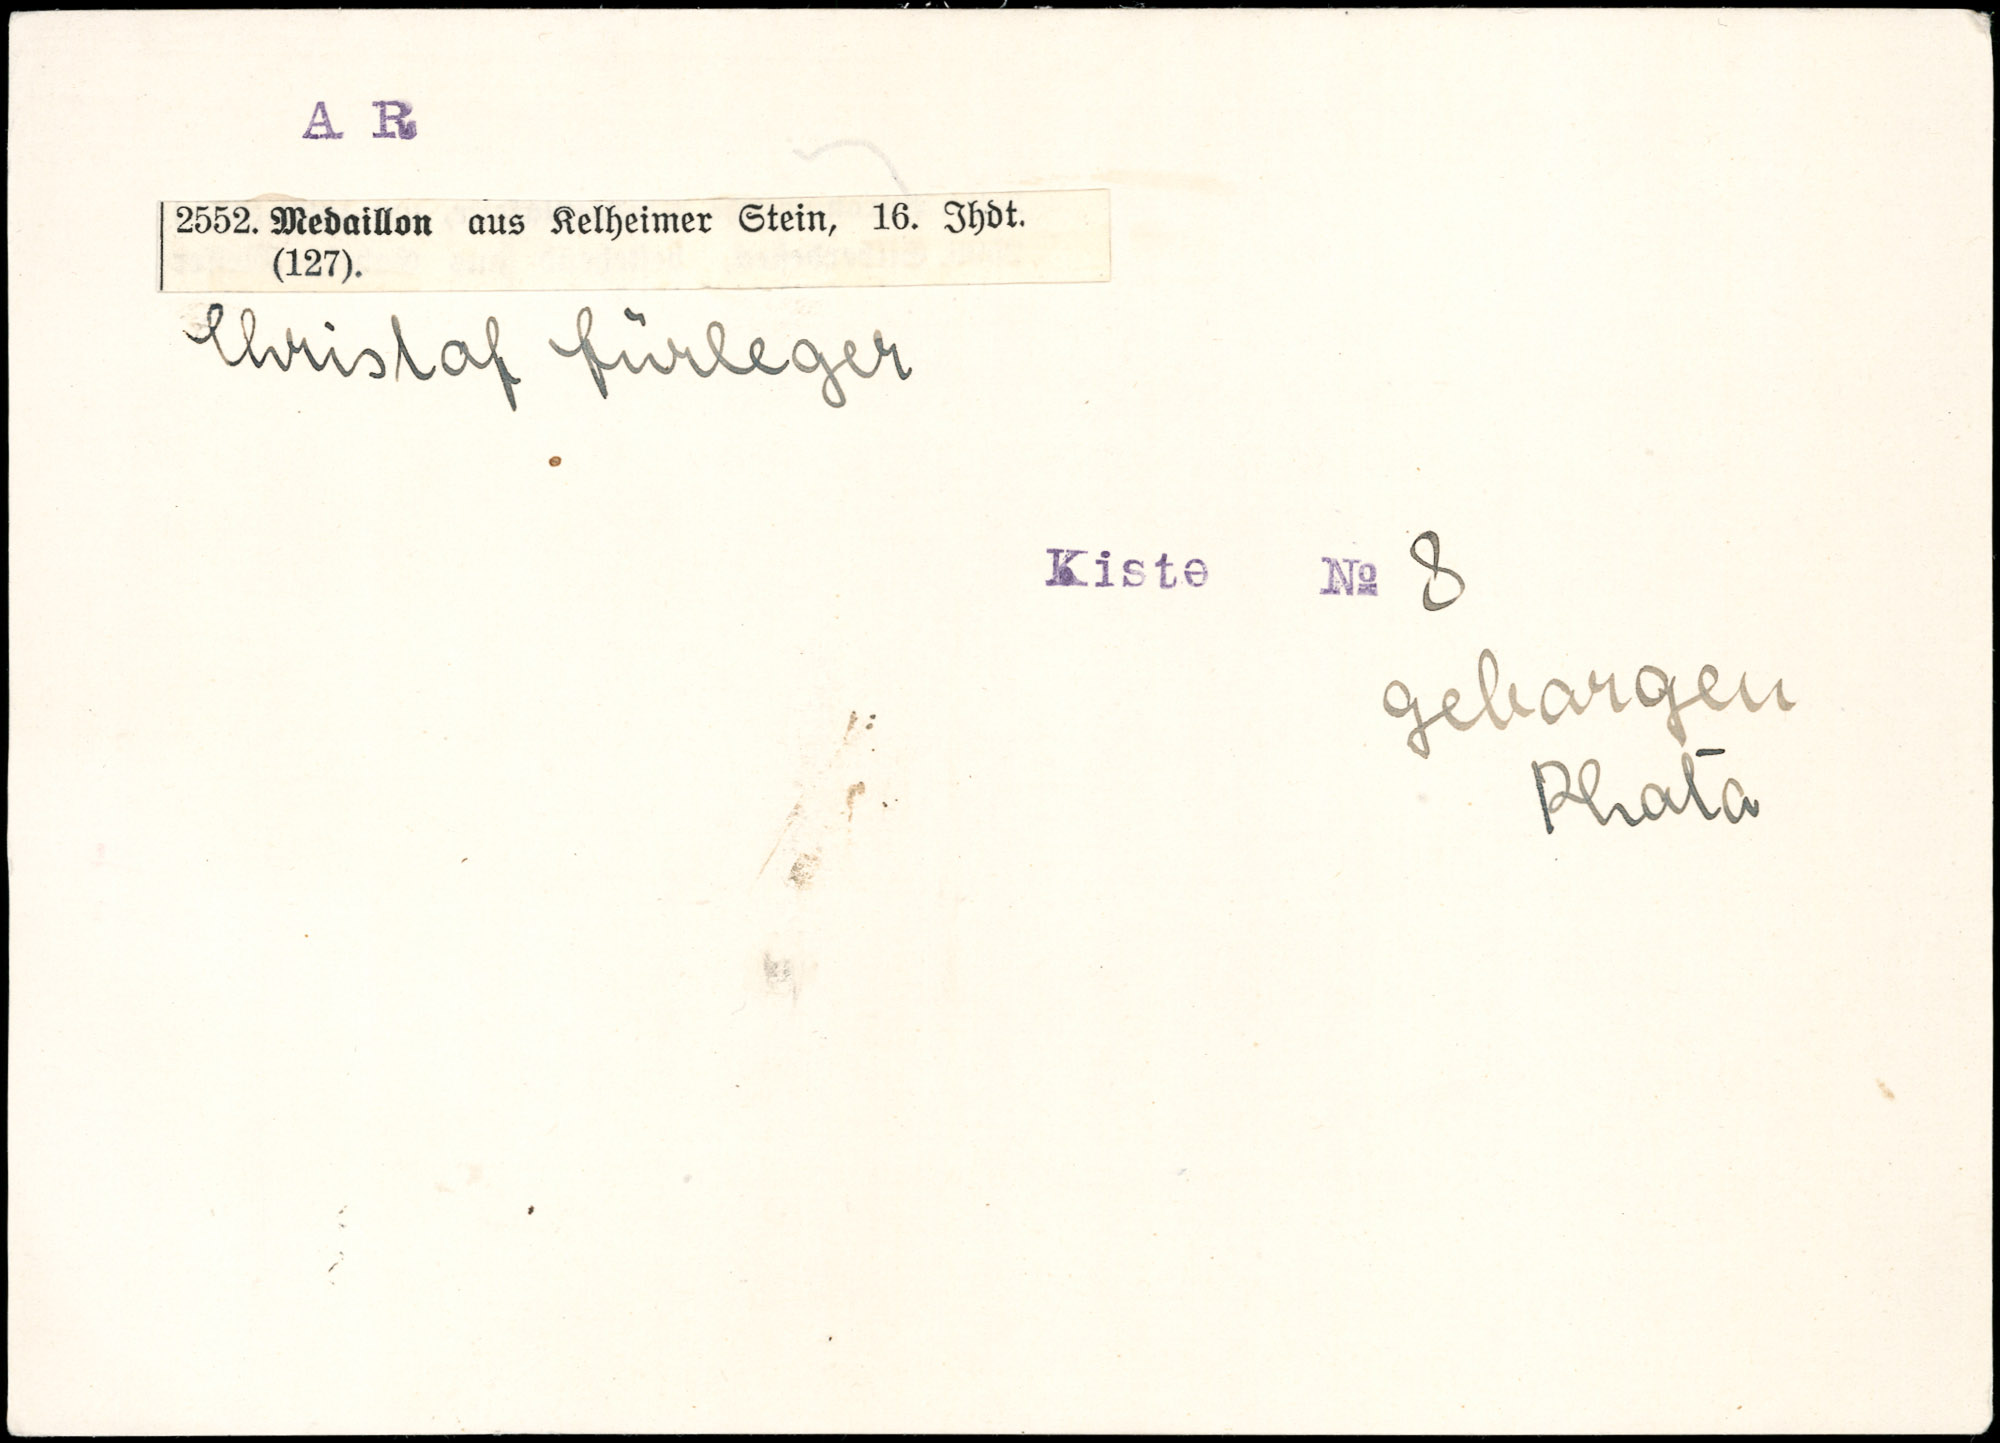 A R
2552. Medaillon aus Kelheimer Stein, 16. Jhdt.
(127).
Christof Fürleger
Kiste № 8
geborgen
Photo